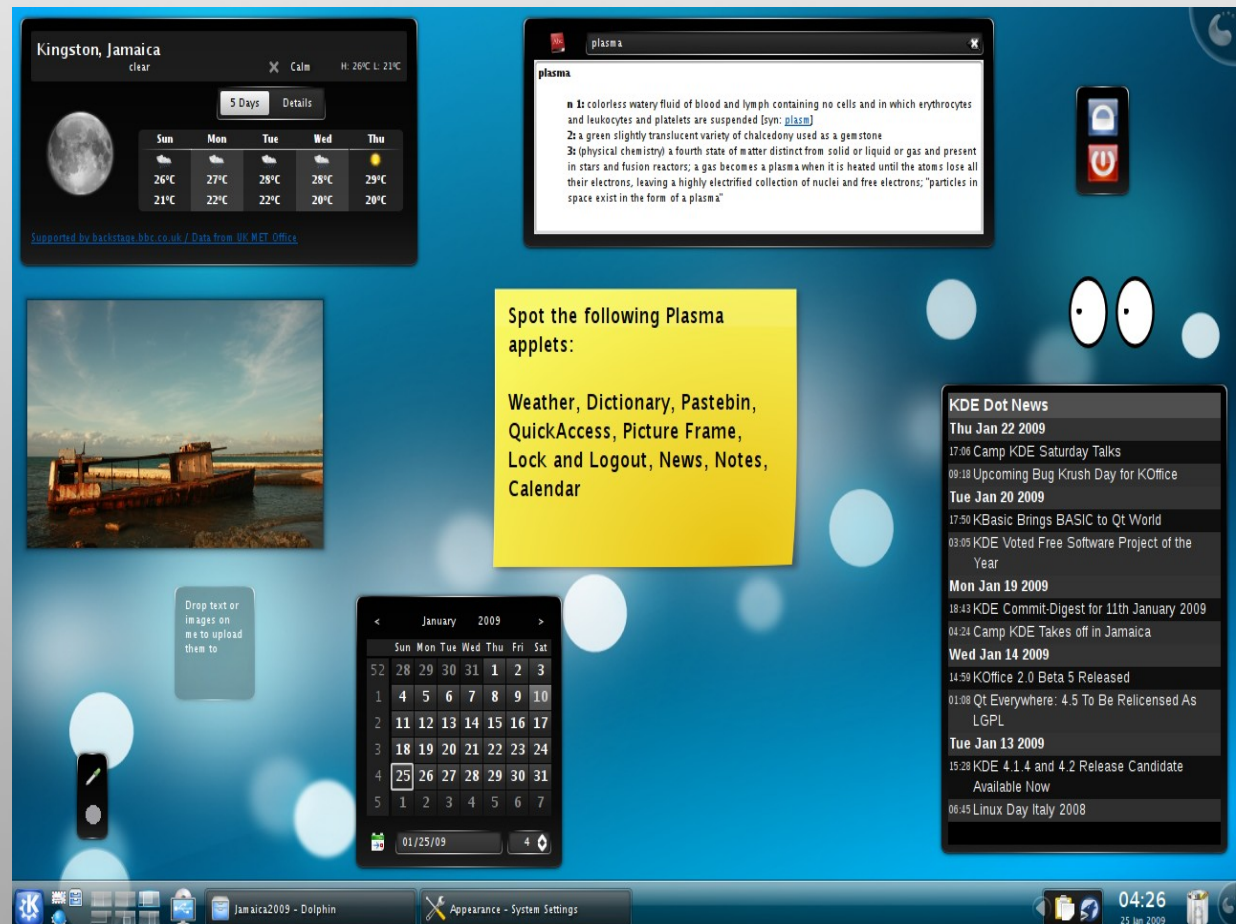 Kingston, Jamaica
clear
Calm
H: 26°C L: 21°C
5 Days Details
Sun Mon Tue Wed Thu
26°C 27°C 28°C 28°C 29°C
21°C 22°C 22°C 20°C 20°C
Supported by backstage.bbc.co.uk / Data from UK MET Office
plasma
plasma
n 1: colorless watery fluid of blood and lymph containing no cells and in which erythrocytes
and leukocytes and platelets are suspended [syn: plasm]
2: a green slightly translucent variety of chalcedony used as a gemstone
3: (physical chemistry) a fourth state of matter distinct from solid or liquid or gas and present
in stars and fusion reactors; a gas becomes a plasma when it is heated until the atoms lose all
their electrons, leaving a highly electrified collection of nuclei and free electrons; "particles in
space exist in the form of a plasma"
Spot the following Plasma
applets:
Weather, Dictionary, Pastebin,
QuickAccess, Picture Frame,
Lock and Logout, News, Notes,
Calendar
KDE Dot News
Thu Jan 22 2009
17:06 Camp KDE Saturday Talks
09:18 Upcoming Bug Krush Day for KOffice
Tue Jan 20 2009
17:50 KBasic Brings BASIC to Qt World
03:05 KDE Voted Free Software Project of the
Year
Mon Jan 19 2009
18:43 KDE Commit-Digest for 11th January 2009
04:24 Camp KDE Takes off in Jamaica
Wed Jan 14 2009
14:59 KOffice 2.0 Beta 5 Released
01:08 Qt Everywhere: 4.5 To Be Relicensed As
LGPL
Tue Jan 13 2009
15:28 KDE 4.1.4 and 4.2 Release Candidate
Available Now
06:45 Linux Day Italy 2008
Drop text or
images on
me to upload
them to
< January 2009 >
Sun Mon Tue Wed Thu Fri Sat
52 28 29 30 31 1 2 3
1 4 5 6 7 8 9 10
2 11 12 13 14 15 16 17
3 18 19 20 21 22 23 24
4 25 26 27 28 29 30 31
5 1 2 3 4 5 6 7
01/25/09 4
Jamaica2009 - Dolphin
Appearance - System Settings
04:26
25 Jan 2009